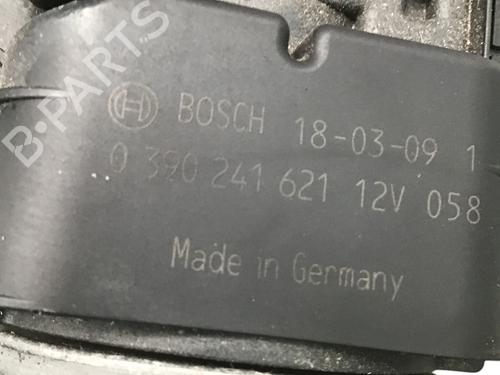 B-PARTS
BOSCH 18-03-09 1
0 390 241 621 12V 058
Made in Germany